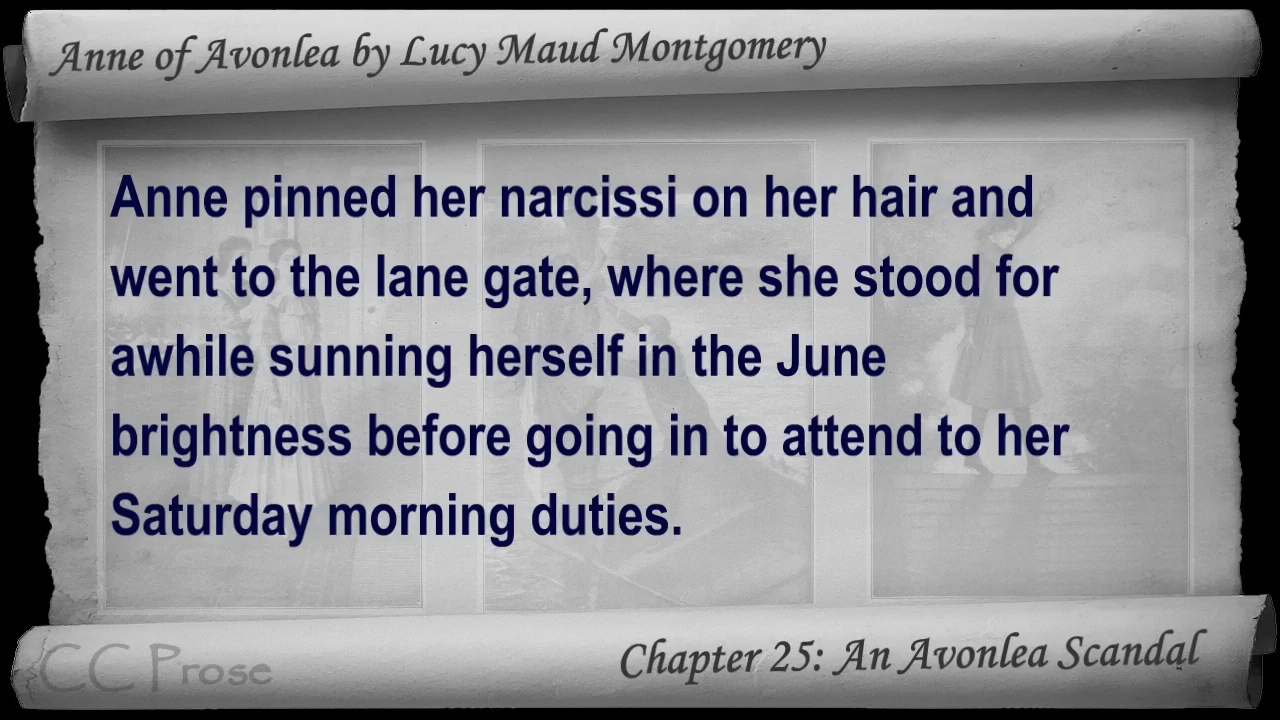 Anne of Avonlea by Lucy Maud Montgomery
Anne pinned her narcissi on her hair and
went to the lane gate, where she stood for
awhile sunning herself in the June
brightness before going in to attend to her
Saturday morning duties.
CC Prose
Chapter 25: An Avonlea Scandal